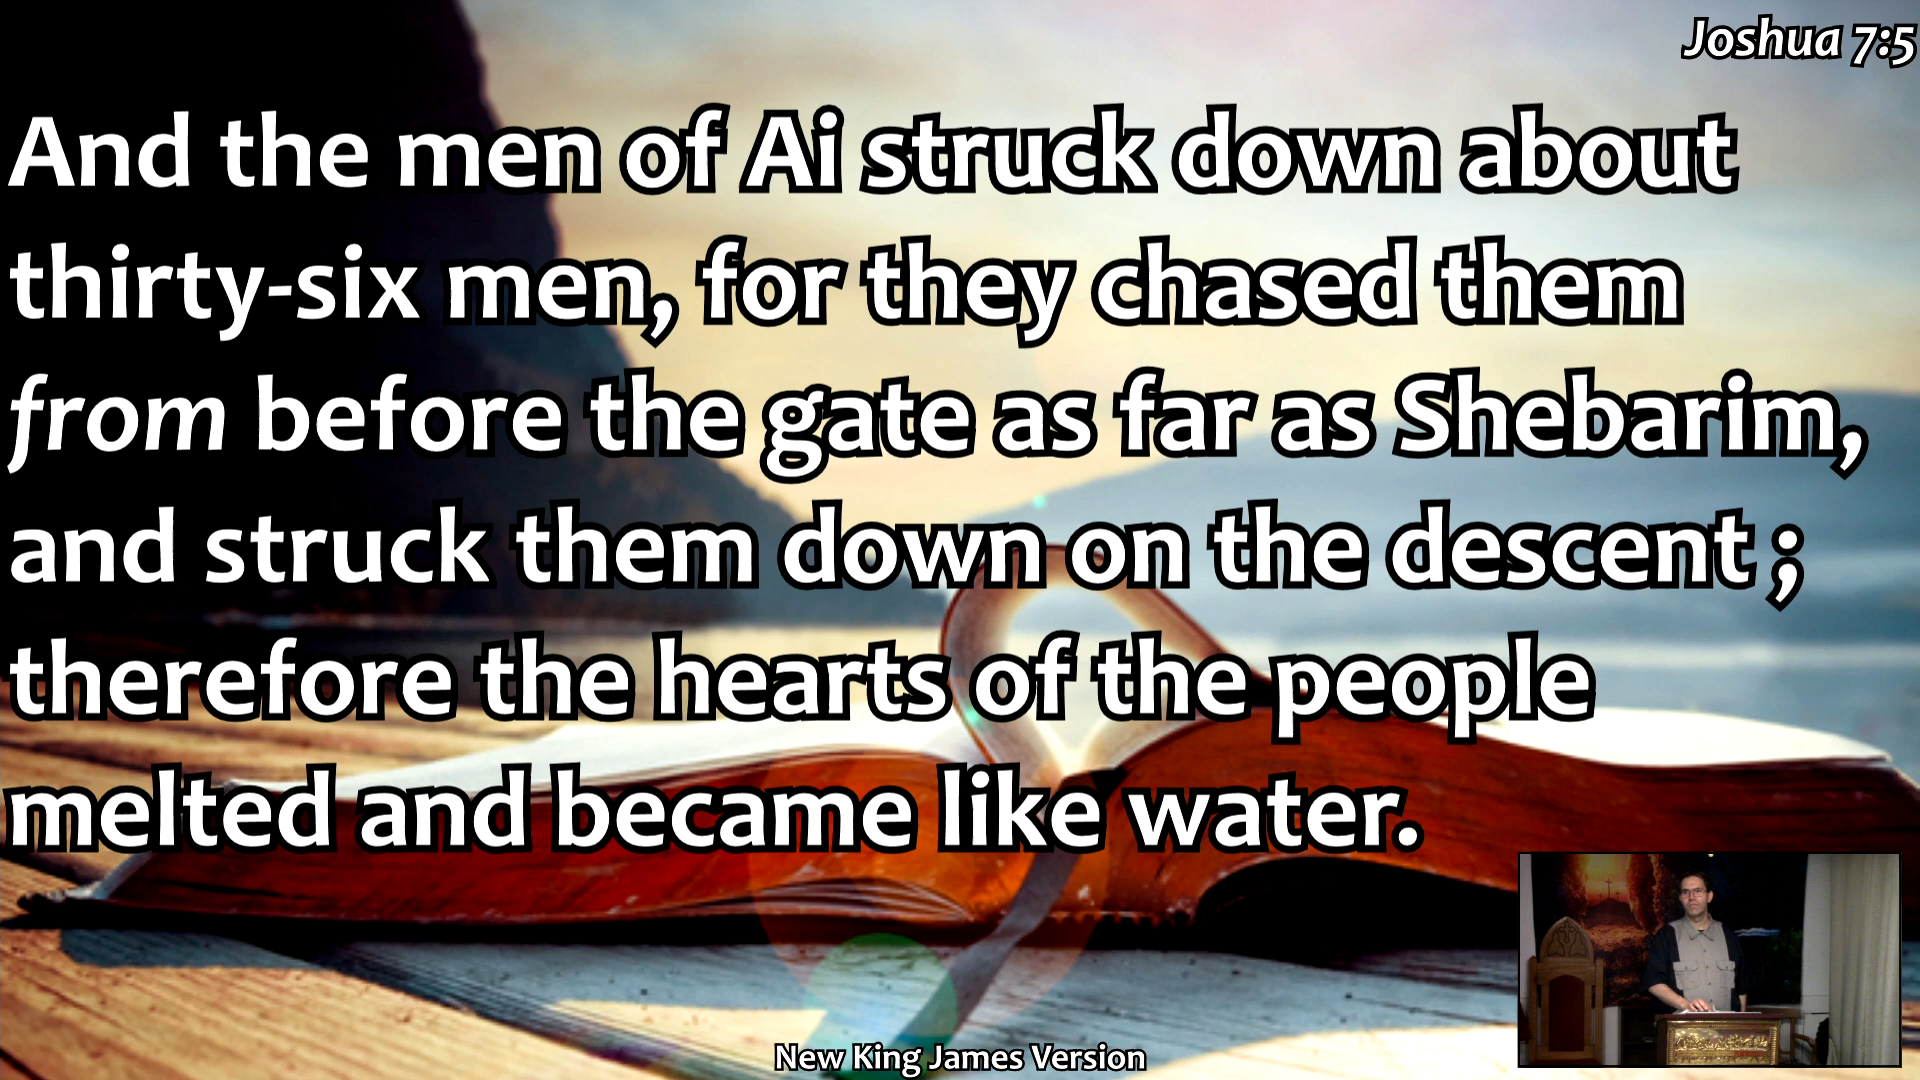 Joshua 7:5
And the men of Ai struck down about
thirty-six men, for they chased them
from before the gate as far as Shebarim,
and struck them down on the descent ;
therefore the hearts of the people
melted and became like water.
New King James Version